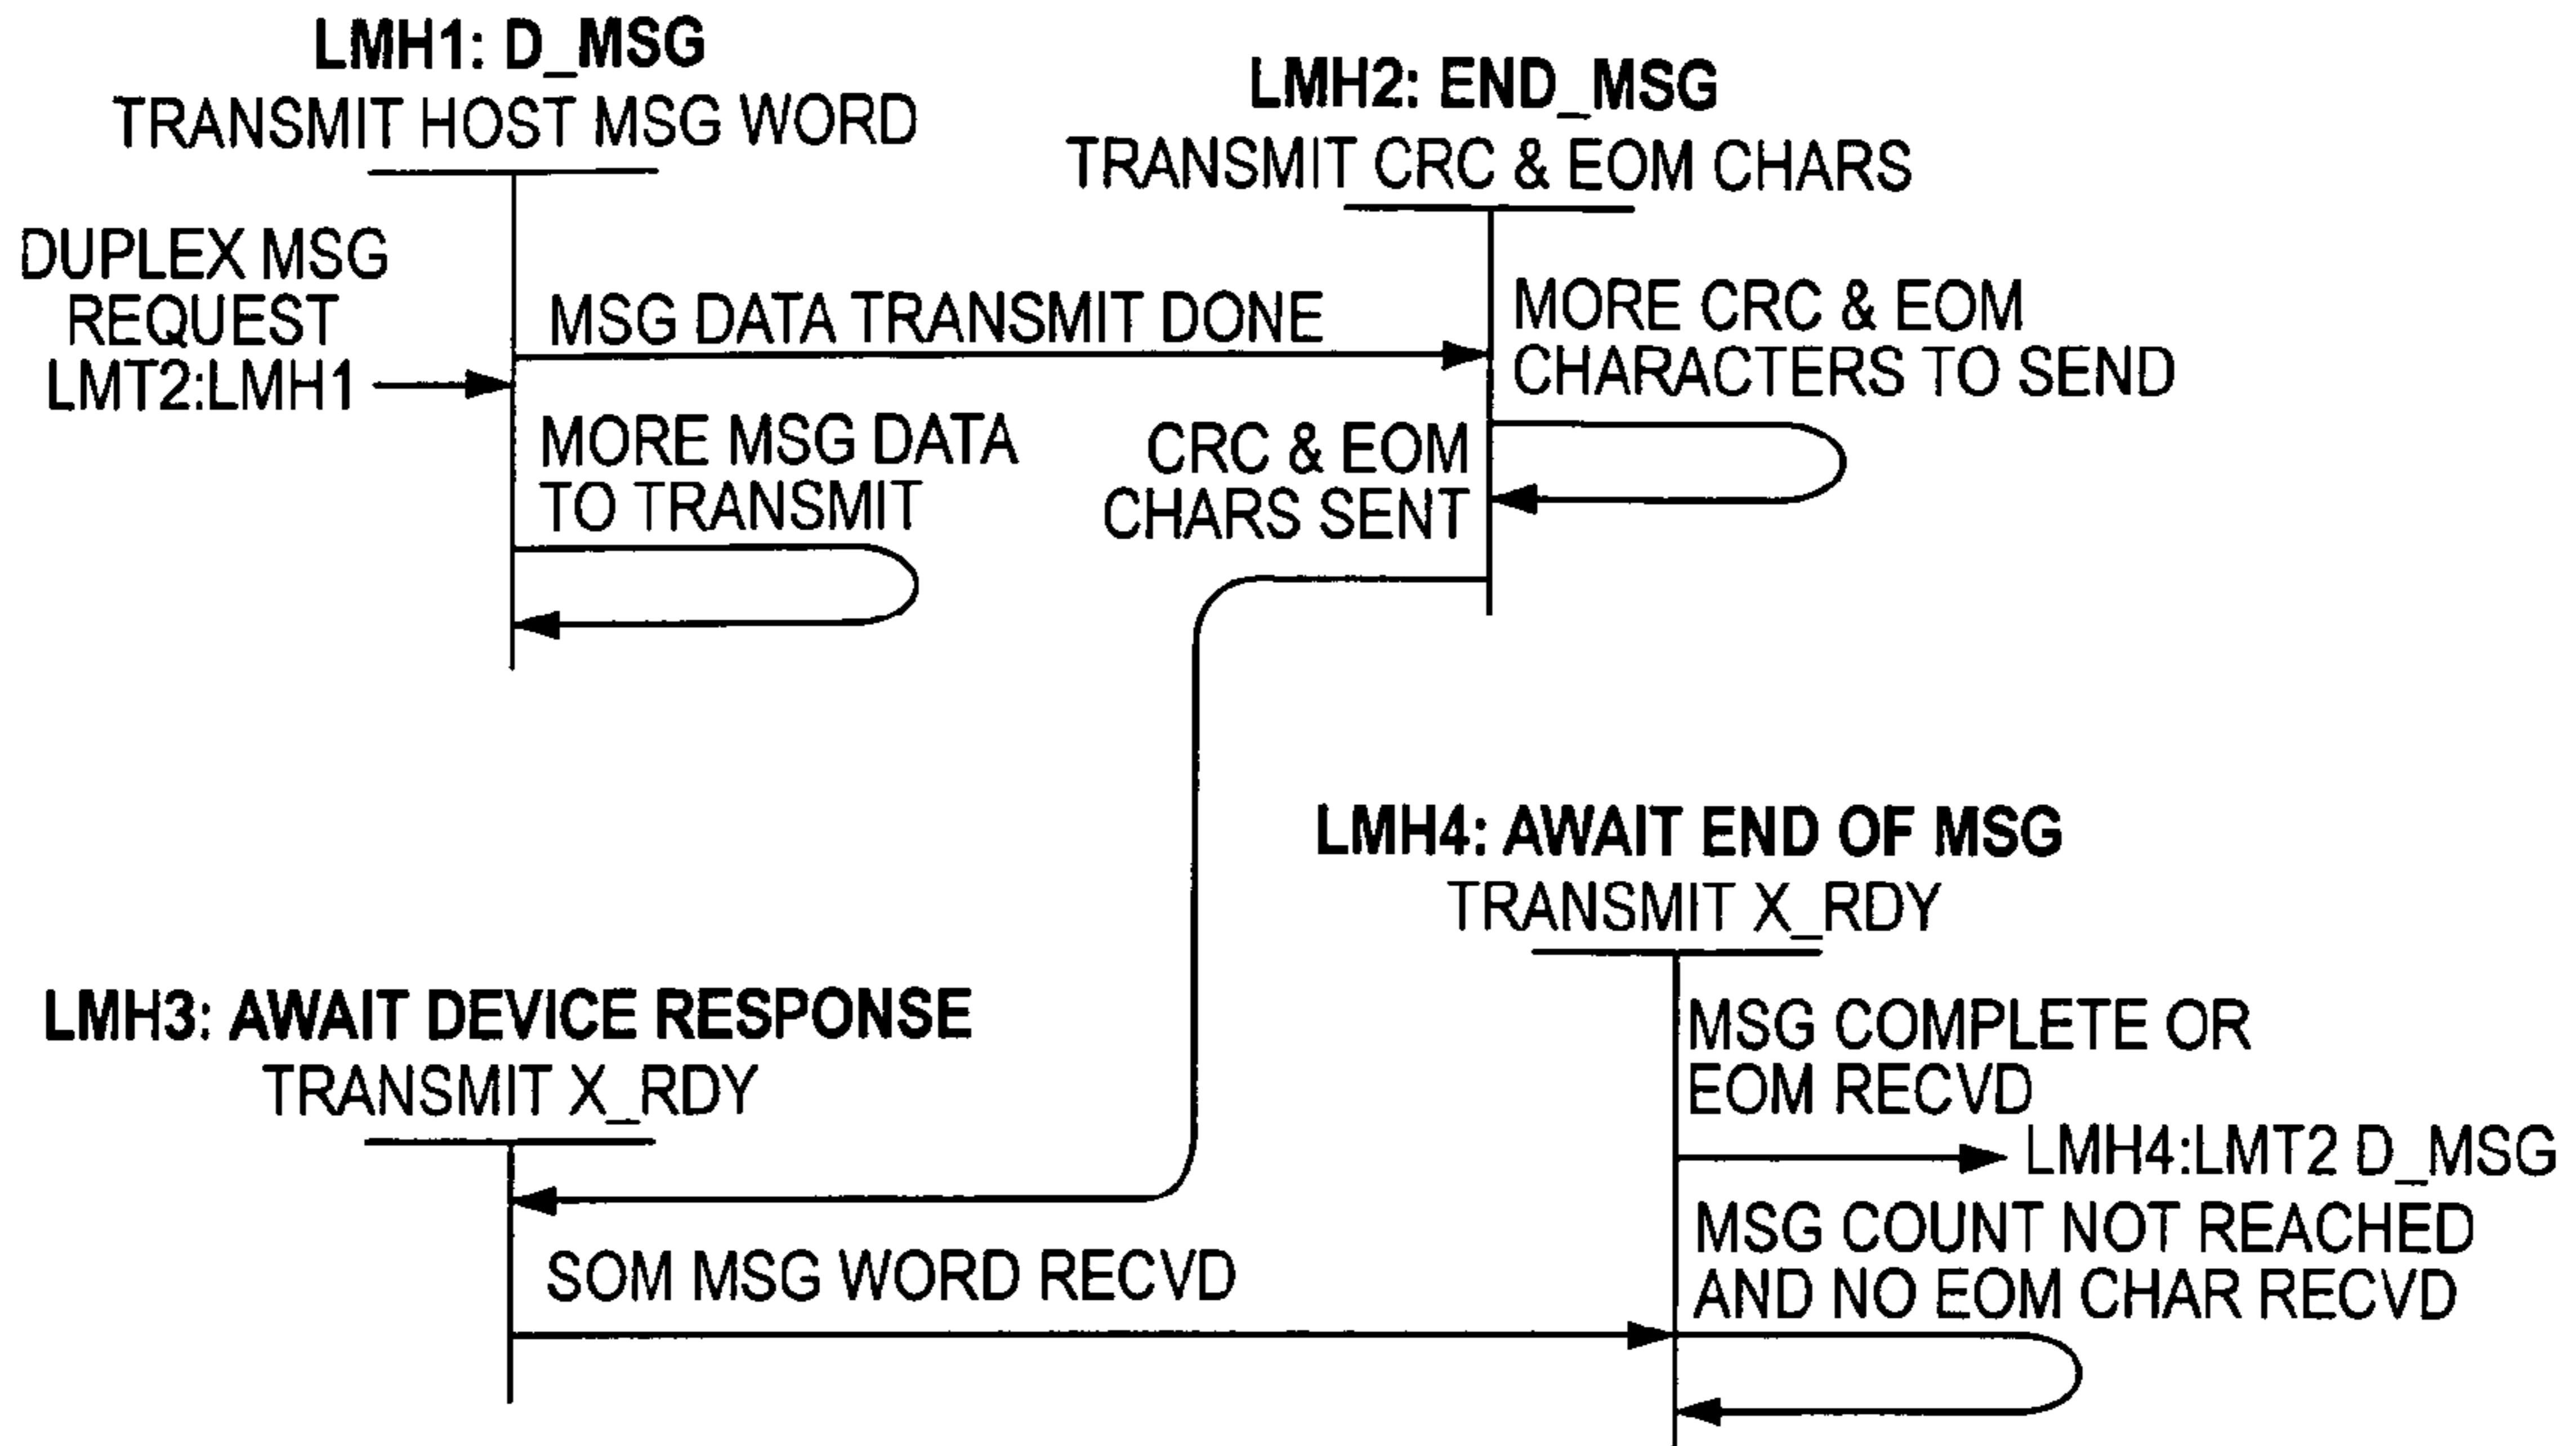 LMH1: D_MSG
TRANSMIT HOST MSG WORD
DUPLEX MSG
REQUEST
LMT2:LMH1
MSG DATA TRANSMIT DONE
MORE MSG DATA
TO TRANSMIT
LMH2: END_MSG
TRANSMIT CRC & EOM CHARS
MORE CRC & EOM
CHARACTERS TO SEND
CRC & EOM
CHARS SENT
LMH3: AWAIT DEVICE RESPONSE
TRANSMIT X_RDY
SOM MSG WORD RECVD
LMH4: AWAIT END OF MSG
TRANSMIT X_RDY
MSG COMPLETE OR
EOM RECVD
LMH4:LMT2 D_MSG
MSG COUNT NOT REACHED
AND NO EOM CHAR RECVD